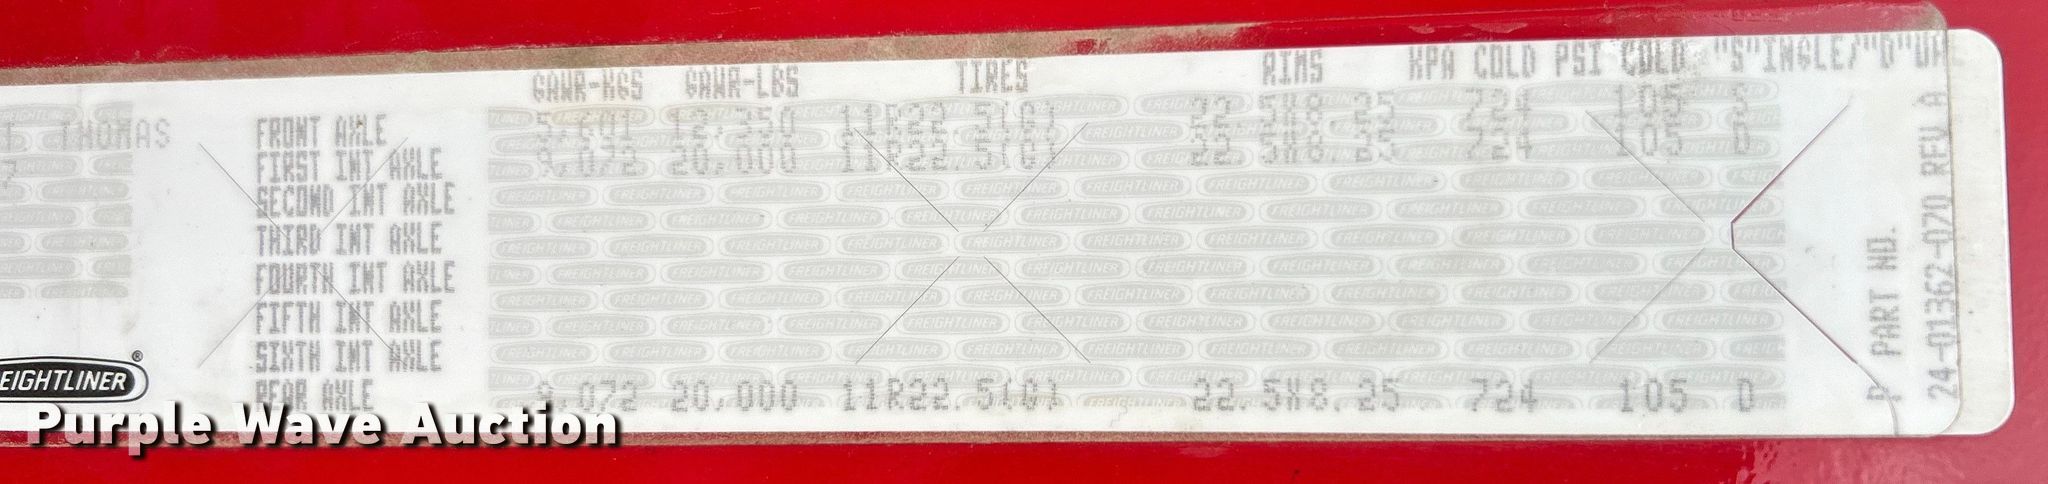 GAWR-KGS GAWR-LBS TIRES RIMS KPA COLD PSI COLD "S"INGLE/"D"UAL
T THOMAS FRONT AXLE 5,601 12,350 11R22.5(G) 22.5X8.25 724 105 S
7 FIRST INT AXLE 9,072 20,000 11R22.5(G) 22.5X8.25 724 105 D
SECOND INT AXLE
THIRD INT AXLE
FOURTH INT AXLE
FIFTH INT AXLE
SIXTH INT AXLE
REAR AXLE 9,072 20,000 11R22.5(G) 22.5X8.25 724 105 D
EIGHTLINER®
PART NO.
24-01362-070 REV A
Purple Wave Auction